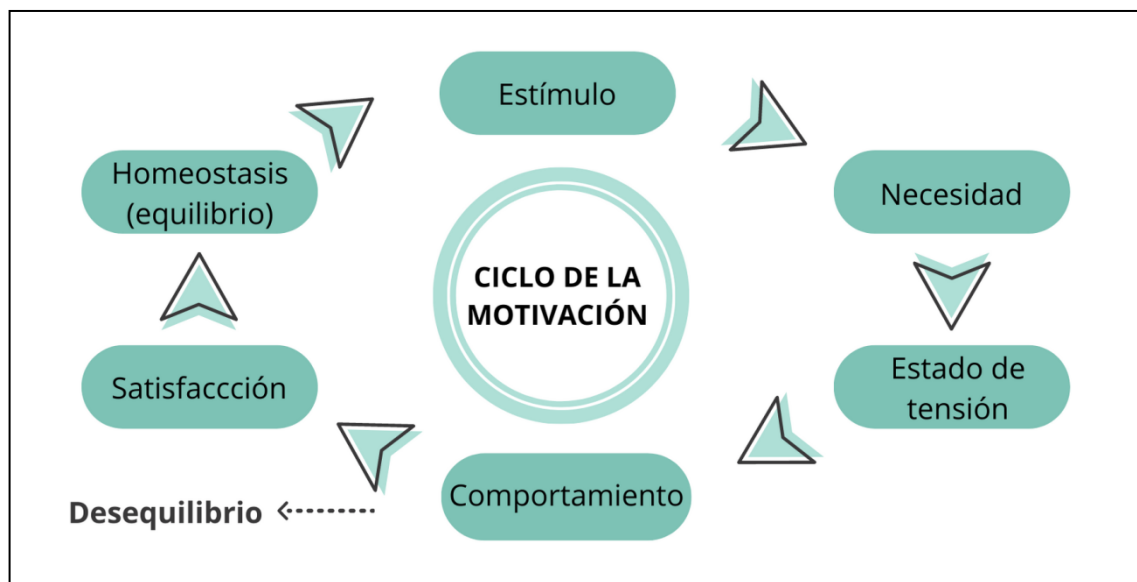 Estímulo
Necesidad
Estado de
tensión
Comportamiento
Desequilibrio
Satisfaccción
Homeostasis
(equilibrio)
CICLO DE LA
MOTIVACIÓN